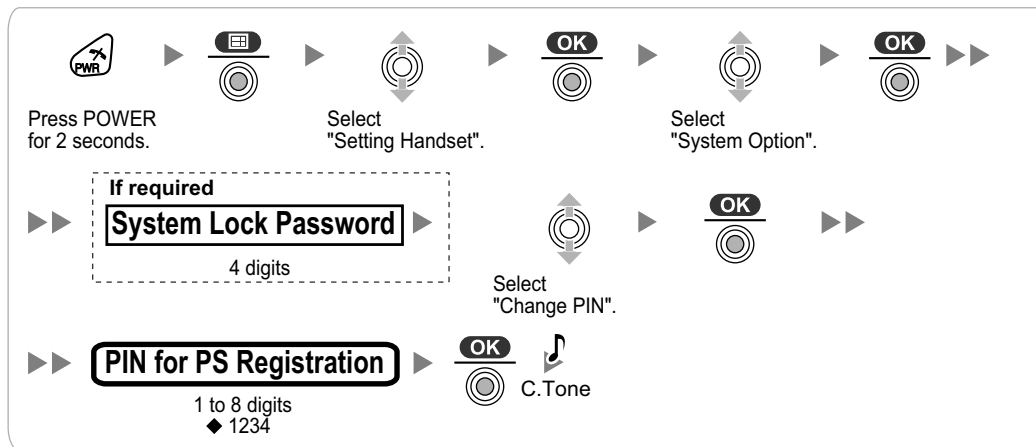 PWR
OK
OK
Press POWER
for 2 seconds.
Select
"Setting Handset".
Select
"System Option".
If required
System Lock Password
4 digits
OK
Select
"Change PIN".
PIN for PS Registration
OK
C.Tone
1 to 8 digits
◆ 1234